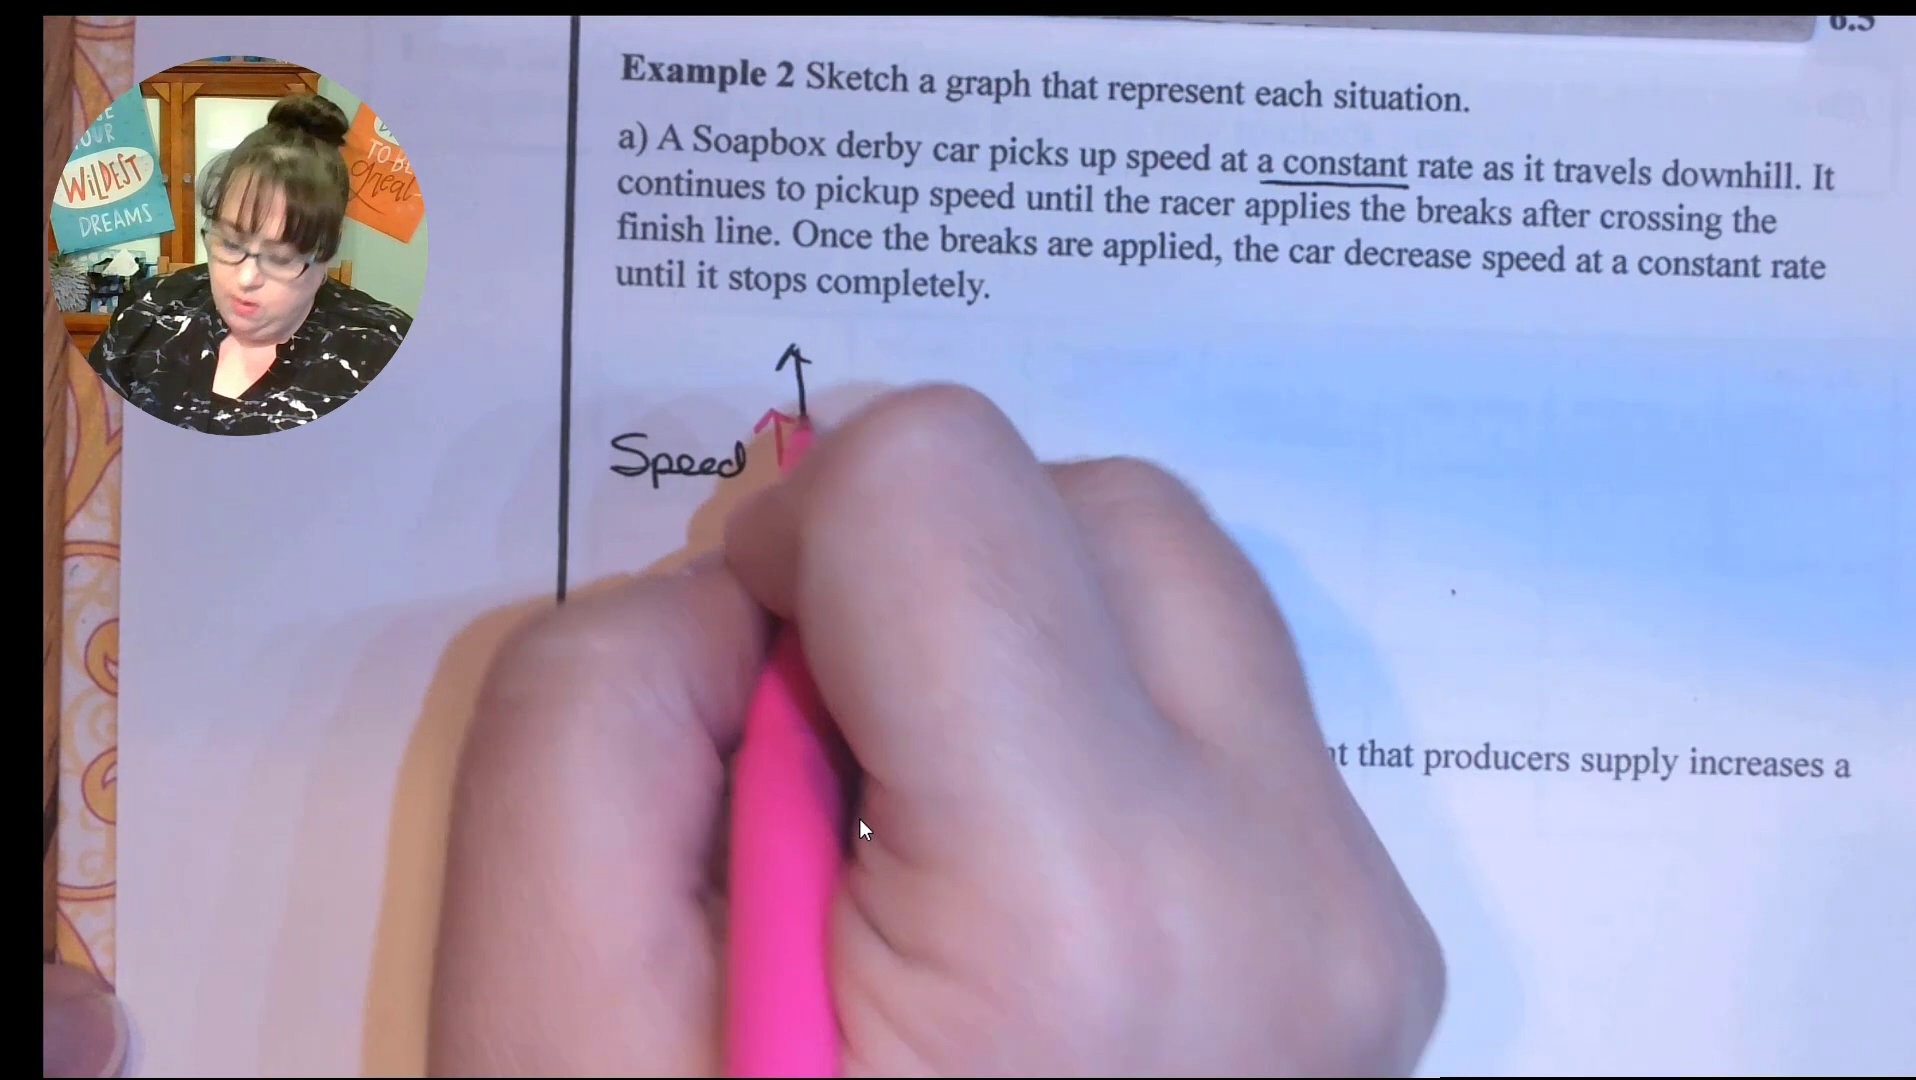 6.5
Example 2 Sketch a graph that represent each situation.
a) A Soapbox derby car picks up speed at a constant rate as it travels downhill. It
continues to pickup speed until the racer applies the breaks after crossing the
finish line. Once the breaks are applied, the car decrease speed at a constant rate
until it stops completely.
Speed
that producers supply increases a
OUR
WiLDEST
DREAMS
TO BE
great